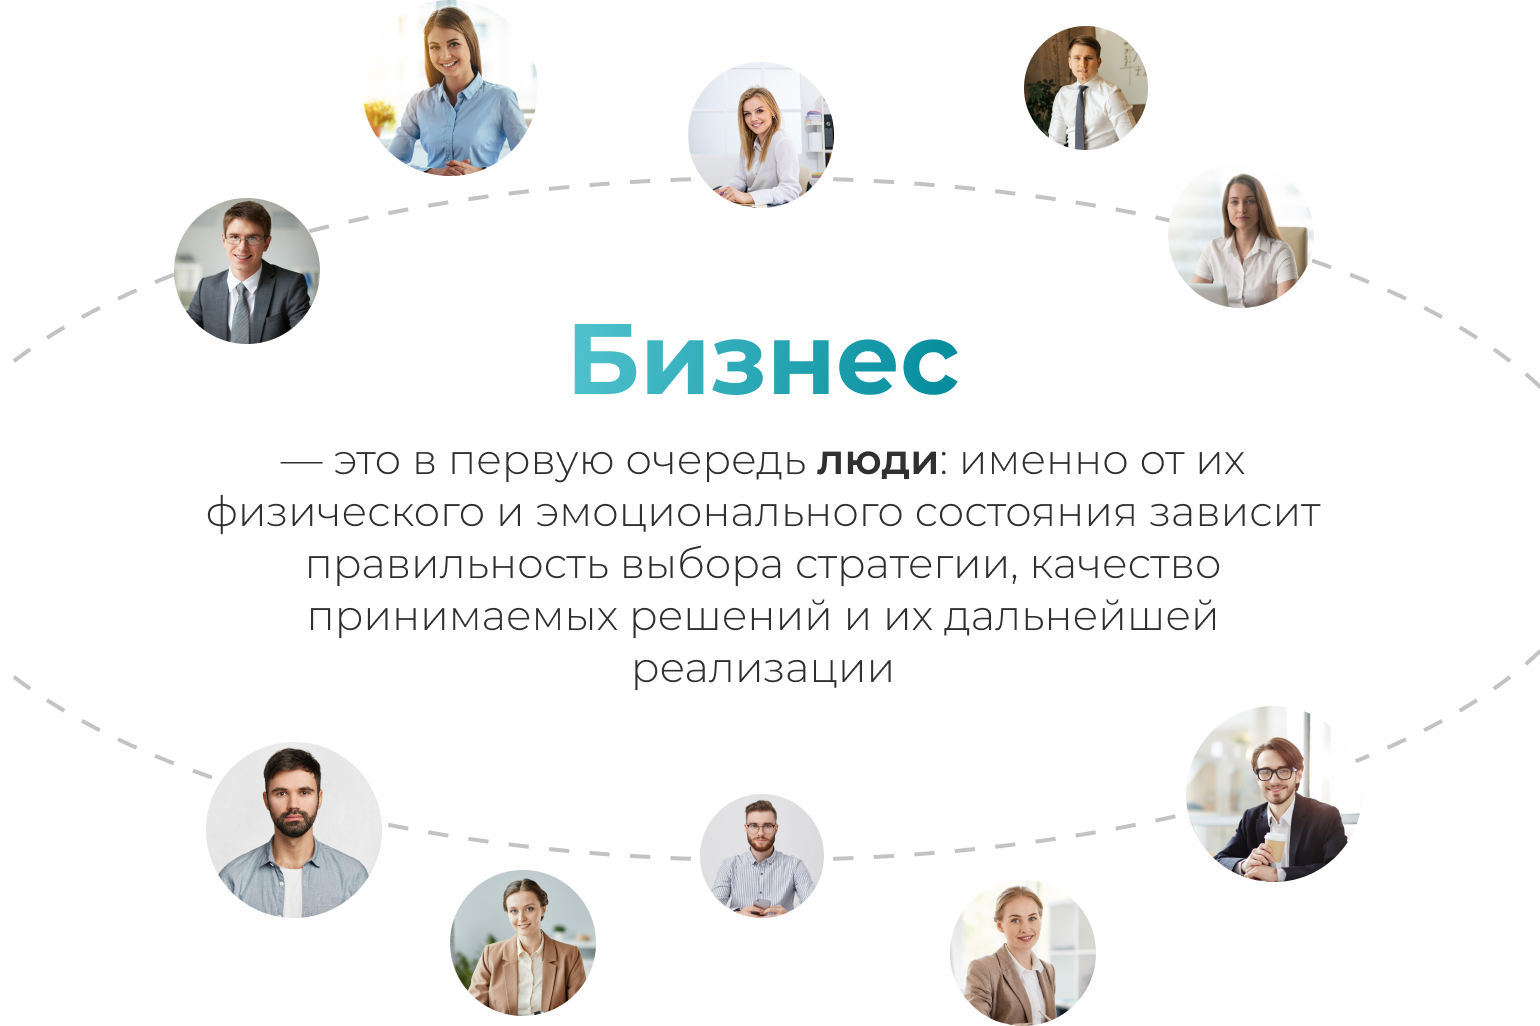 Бизнес
— это в первую очередь люди: именно от их
физического и эмоционального состояния зависит
правильность выбора стратегии, качество
принимаемых решений и их дальнейшей
реализации